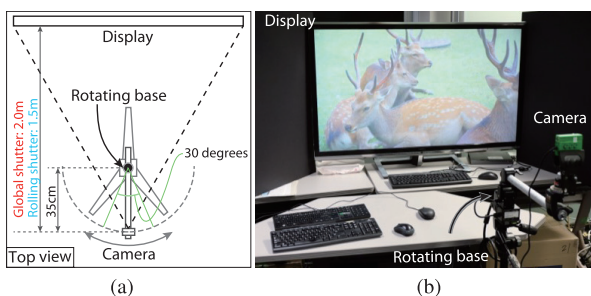 Display
Rotating base
30 degrees
Global shutter: 2.0m
Rolling shutter: 1.5m
35cm
Camera
Top view
(a)
Display
Camera
Rotating base
(b)